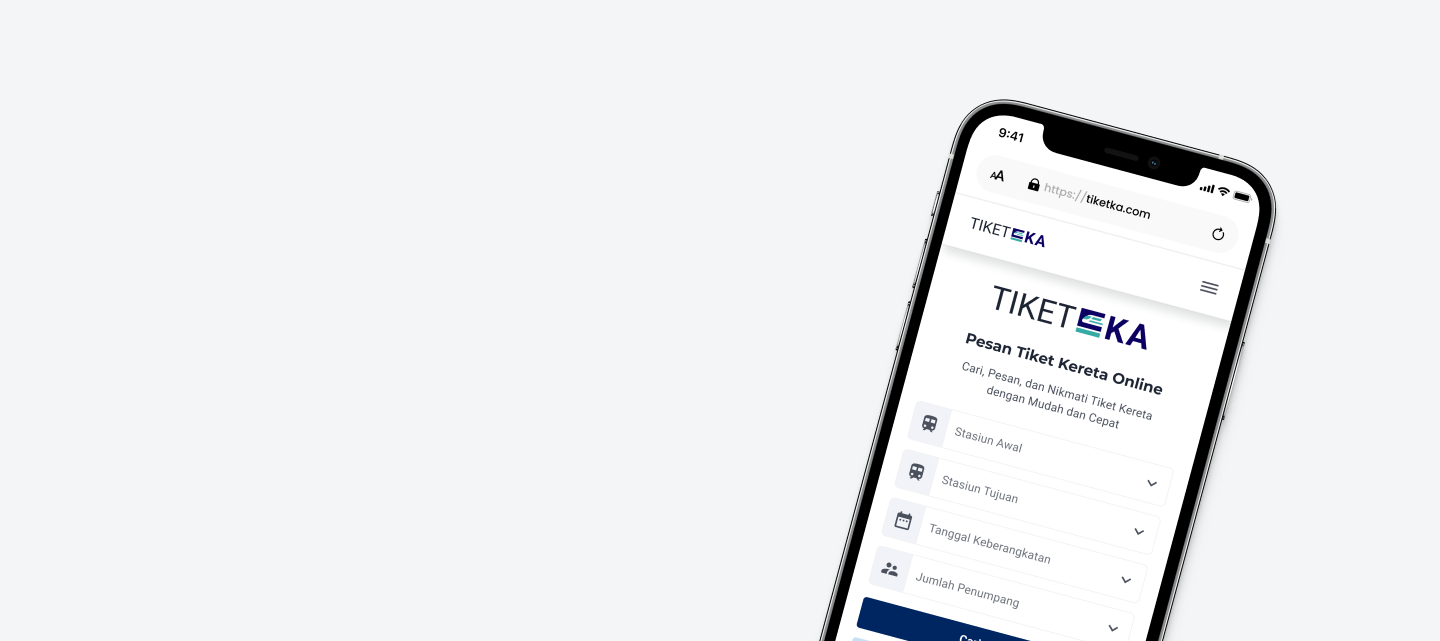 9:41
AA
https://tiketka.com
TIKETEKA
TIKETEKA
Pesan Tiket Kereta Online
Cari, Pesan, dan Nikmati Tiket Kereta
dengan Mudah dan Cepat
Stasiun Awal
Stasiun Tujuan
Tanggal Keberangkatan
Jumlah Penumpang